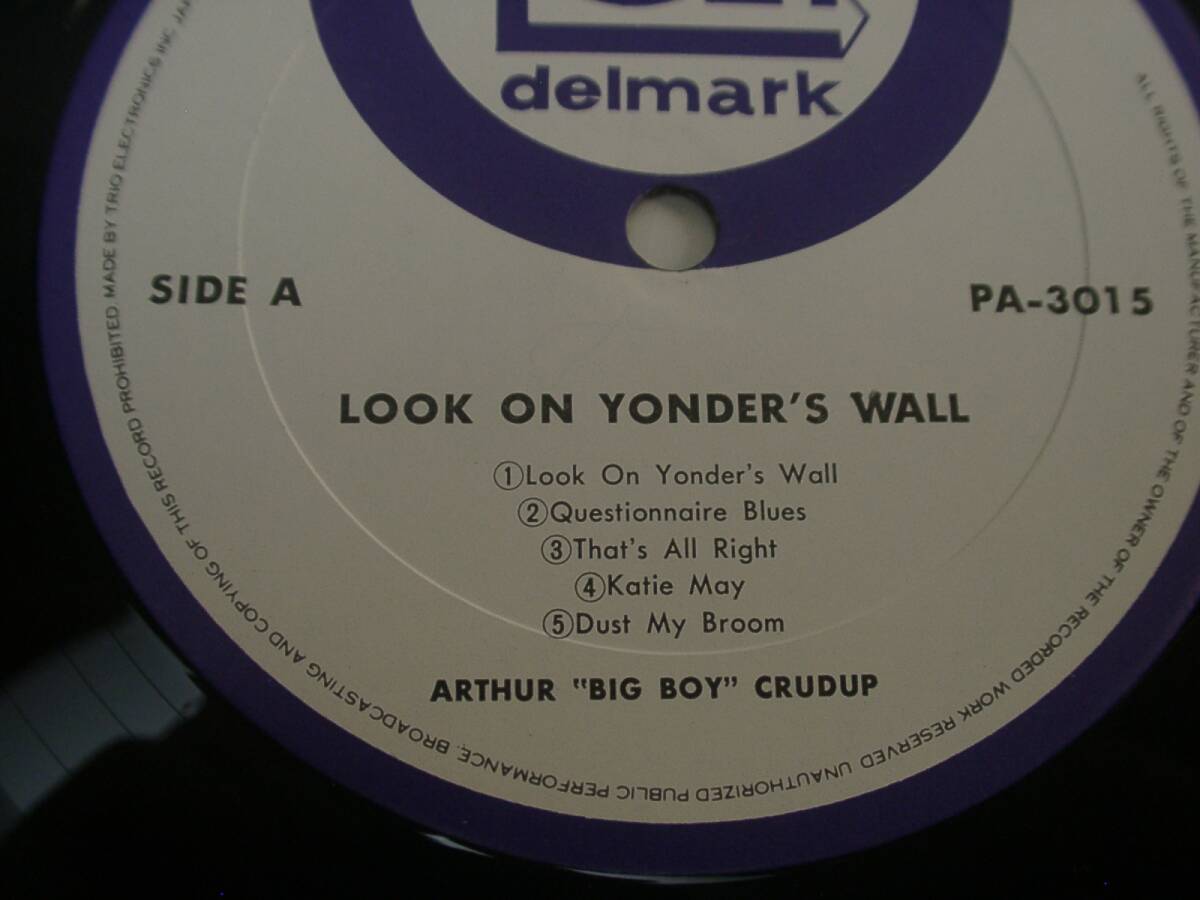 delmark
SIDE A
PA-3015
LOOK ON YONDER'S WALL
①Look On Yonder's Wall
②Questionnaire Blues
③That's All Right
④Katie May
⑤Dust My Broom
ARTHUR "BIG BOY" CRUDUP
ALL RIGHTS OF THE MANUFACTURER AND OF THE OWNER OF THE RECORDED WORK RESERVED UNAUTHORIZED PUBLIC PERFORMANCE, BROADCASTING AND COPYING OF THIS RECORD PROHIBITED. MADE BY TRIO ELECTRONICS INC.